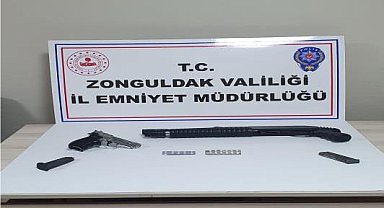 T.C.
ZONGULDAK VALİLİĞİ
İL EMNİYET MÜDÜRLÜĞÜ